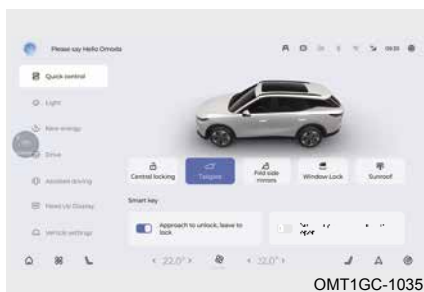 Please say Hello Omoda
09:09
Quick control
Light
New energy
Drive
Assisted driving
Head Up Display
Vehicle settings
Central locking
Tailgate
Fold side
mirrors
Window Lock
Sunroof
Smart key
Approach to unlock, leave to
lock
22.0°
22.0°
OMT1GC-1035